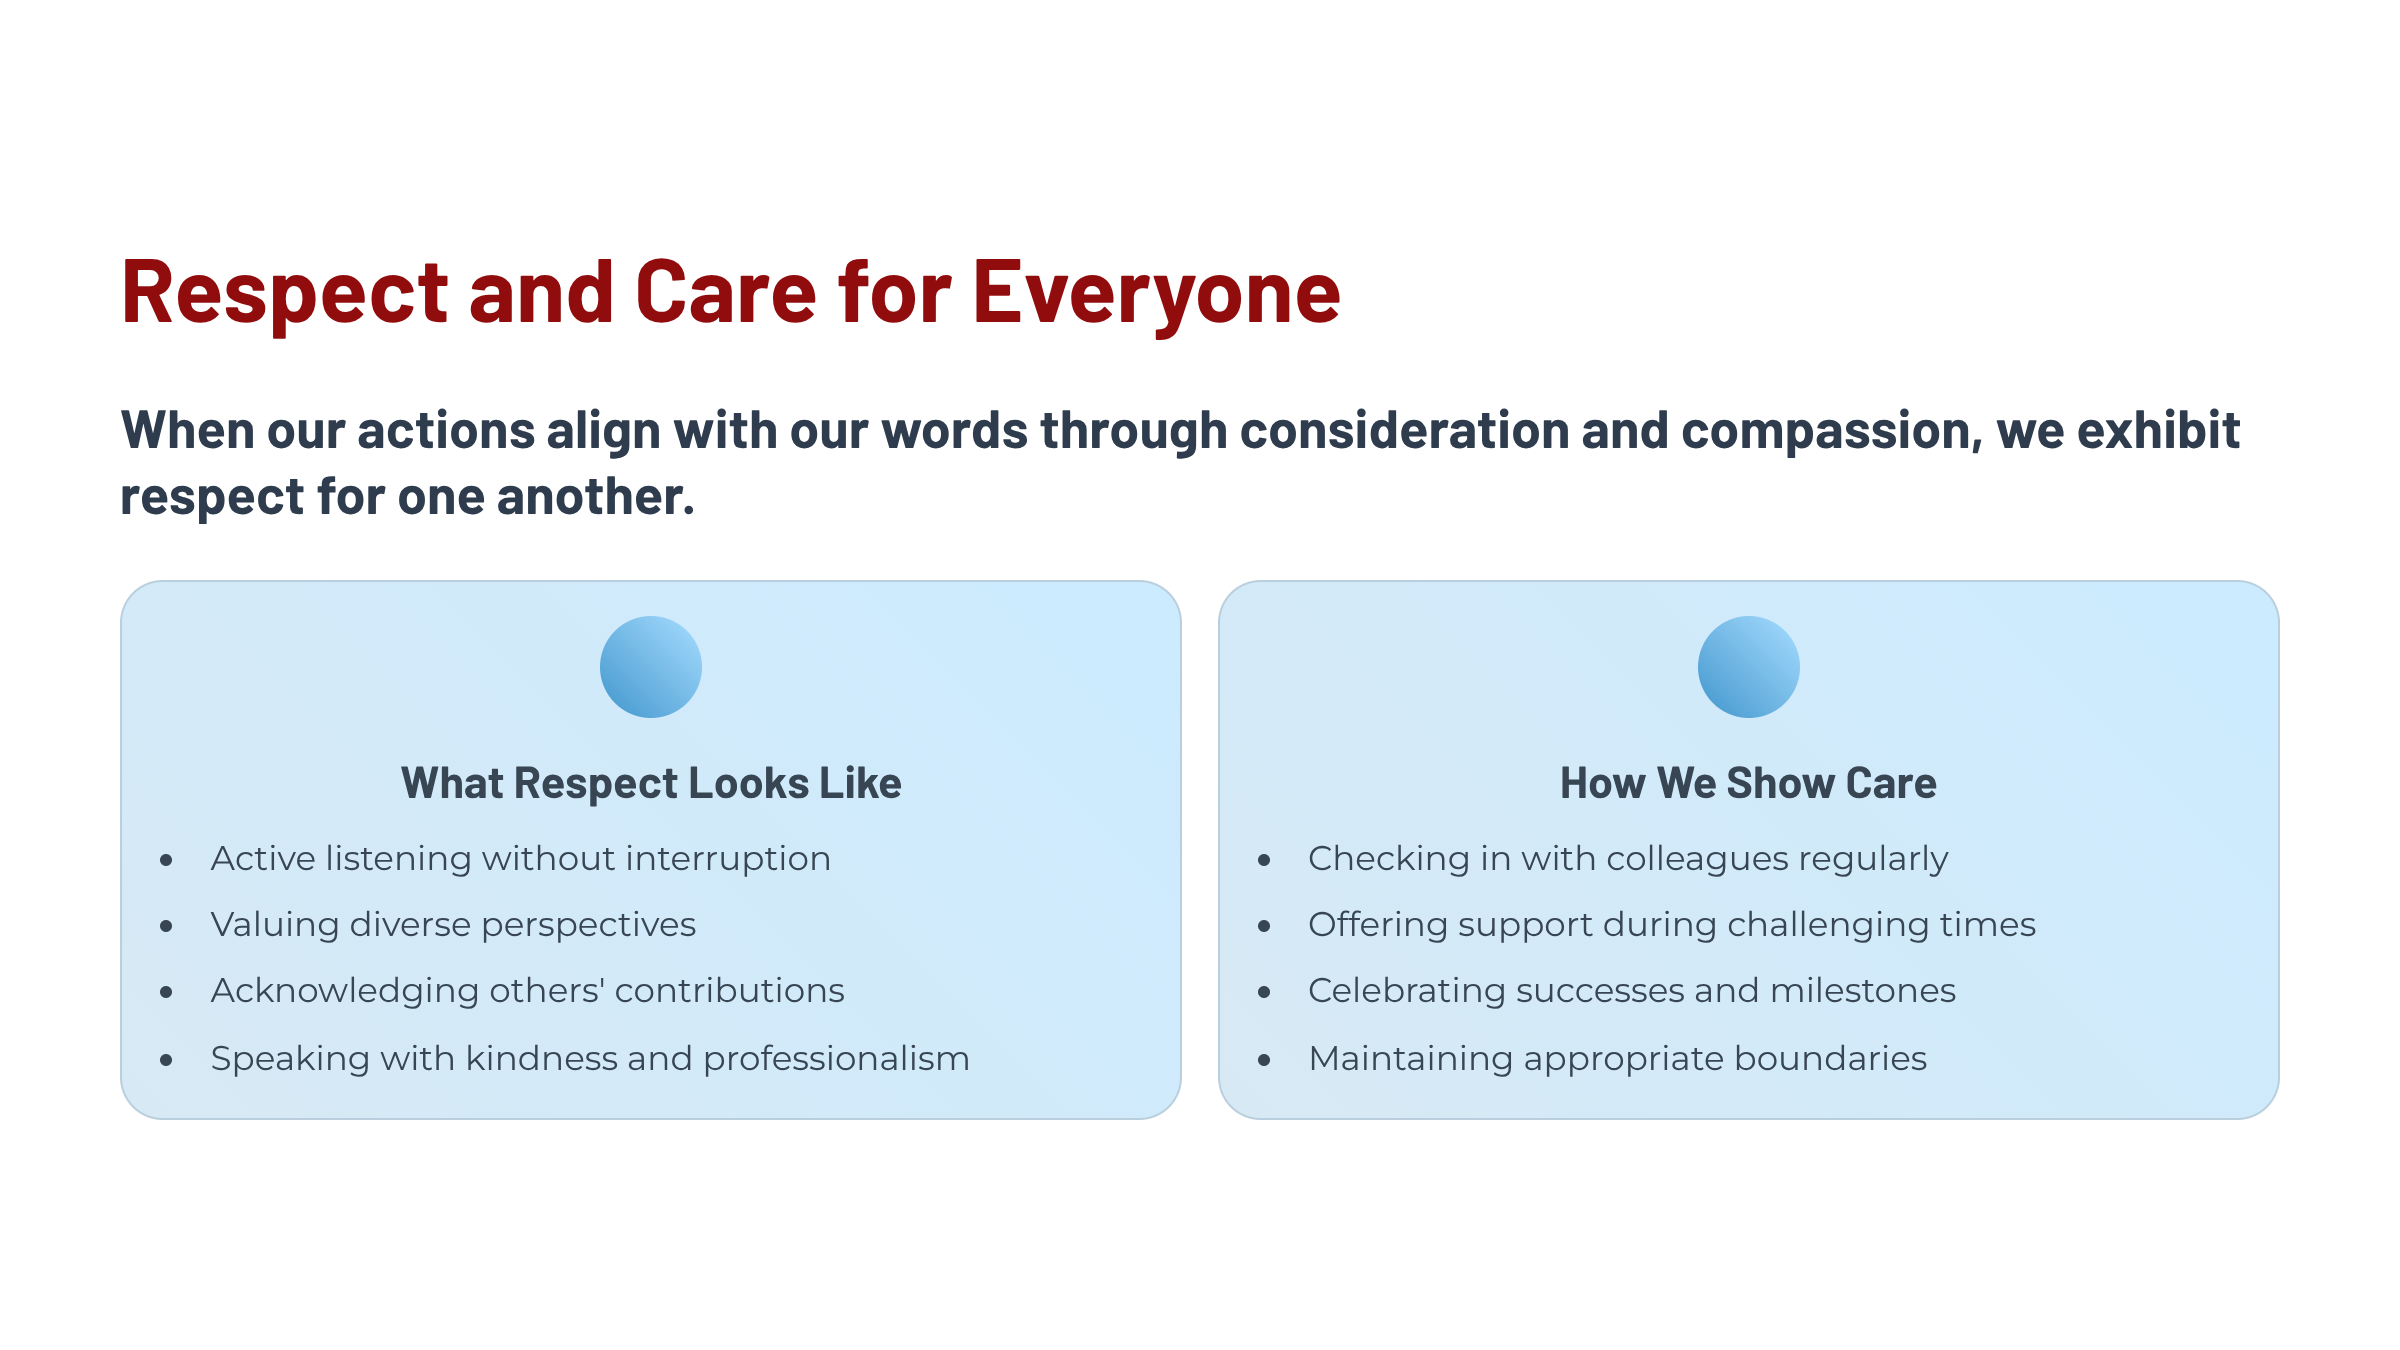 Respect and Care for Everyone
When our actions align with our words through consideration and compassion, we exhibit
respect for one another.
What Respect Looks Like
• Active listening without interruption
• Valuing diverse perspectives
• Acknowledging others' contributions
• Speaking with kindness and professionalism
How We Show Care
• Checking in with colleagues regularly
• Offering support during challenging times
• Celebrating successes and milestones
• Maintaining appropriate boundaries